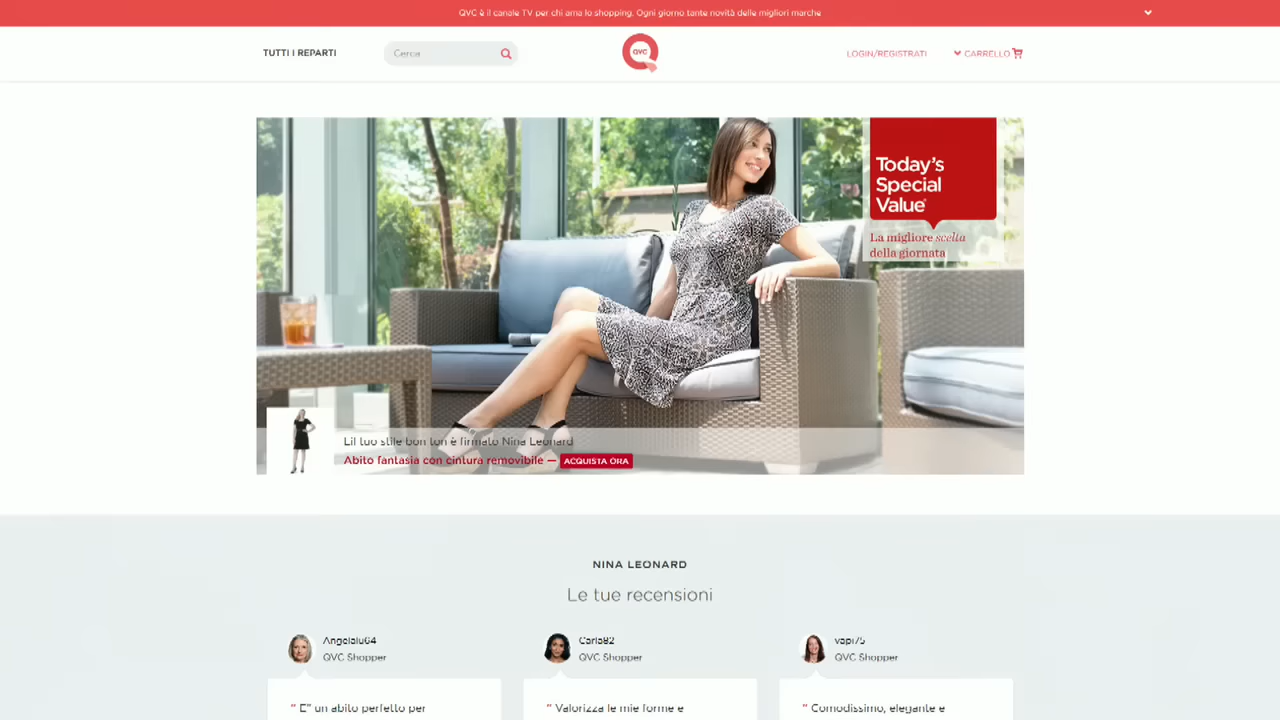 QVC è il canale TV per chi ama lo shopping. Ogni giorno tante novità delle migliori marche
TUTTI I REPARTI
Cerca
QVC
LOGIN/REGISTRATI
CARRELLO
Today's
Special
Value®
La migliore scelta
della giornata
Lil tuo stile bon ton è firmato Nina Leonard
Abito fantasia con cintura removibile — ACQUISTA ORA
NINA LEONARD
Le tue recensioni
Angelalu64
QVC Shopper
Carla82
QVC Shopper
vapi75
QVC Shopper
" E" un abito perfetto per
" Valorizza le mie forme e
" Comodissimo, elegante e